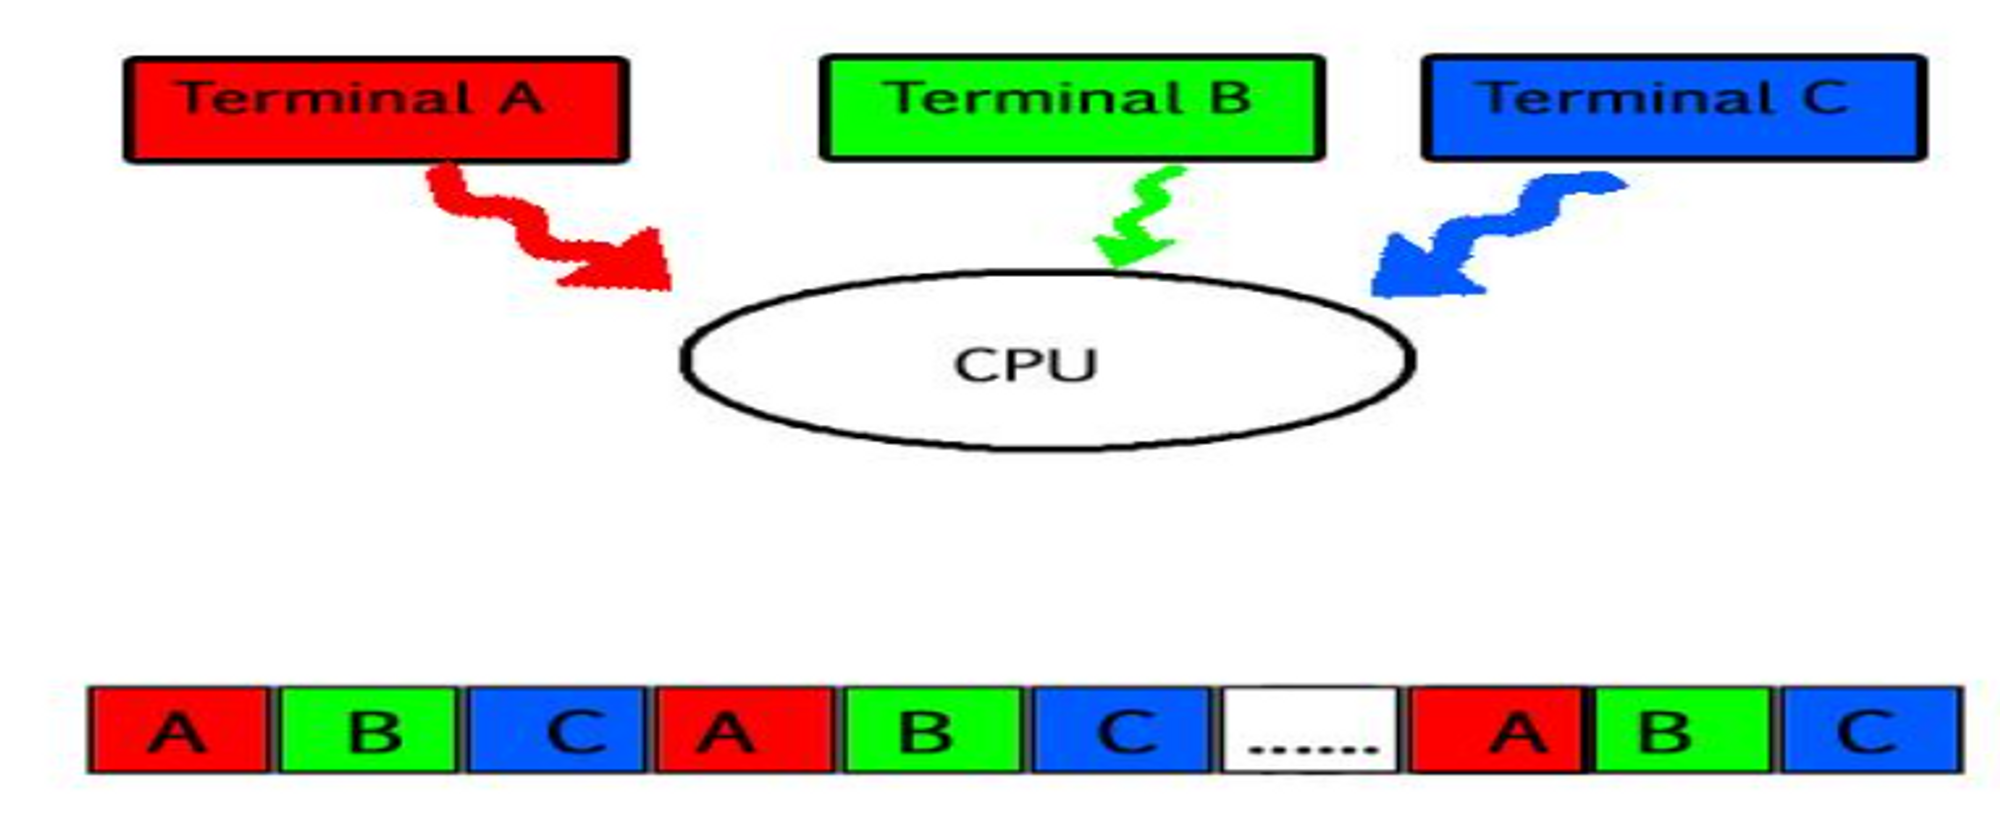 Terminal A Terminal B Terminal C
CPU
A B C A B C ...... A B C